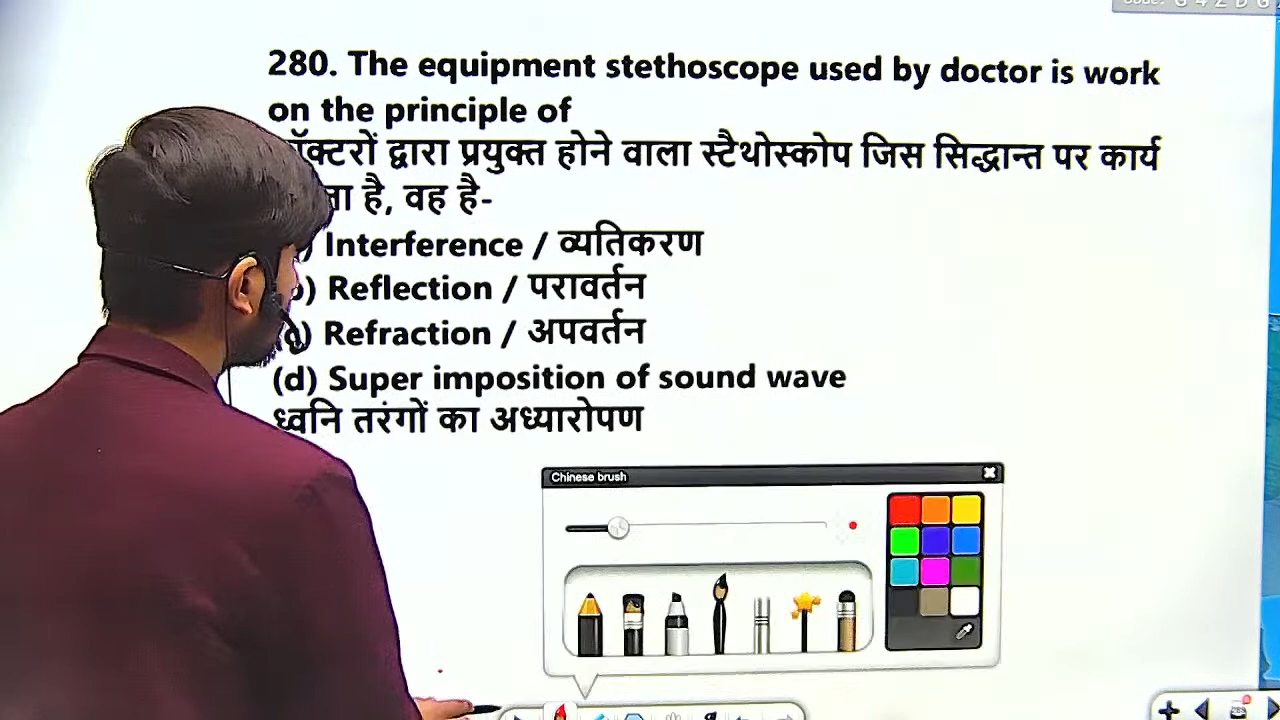 280. The equipment stethoscope used by doctor is work
on the principle of
द्वारा प्रयुक्त होने वाला स्टैथोस्कोप जिस सिद्धान्त पर कार्य
है, वह है-
Interference / व्यतिकरण
Reflection / परावर्तन
Refraction / अपवर्तन
(d) Super imposition of sound wave
ध्वनि तरंगों का अध्यारोपण
Chinese brush